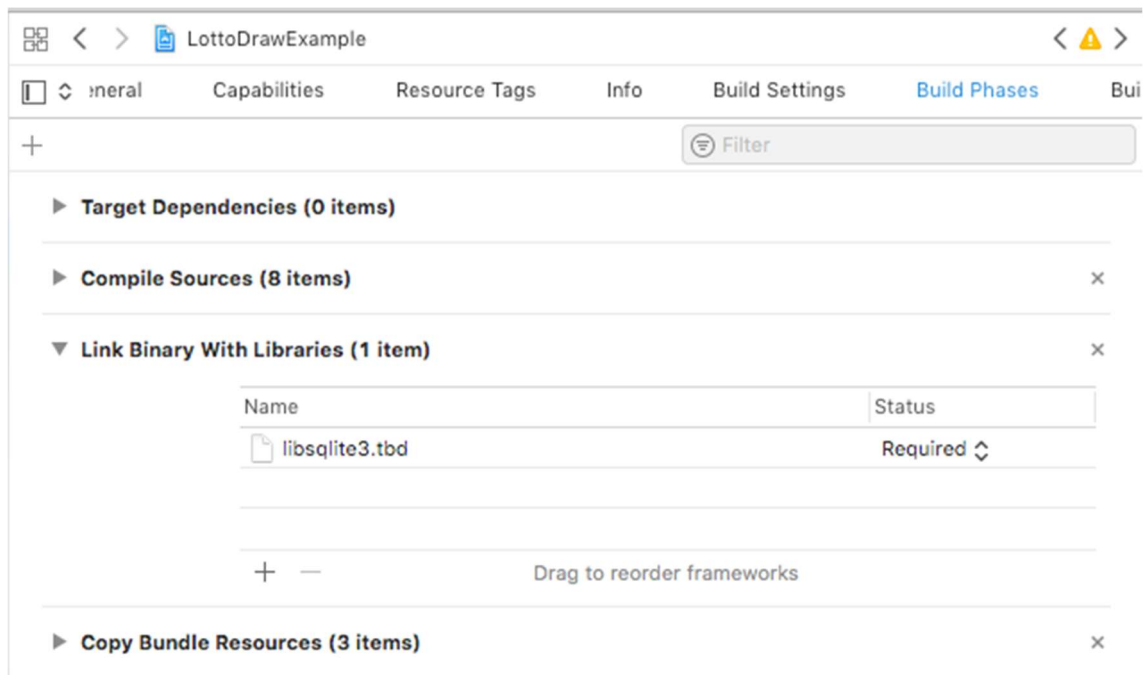 LottoDrawExample
eneral Capabilities Resource Tags Info Build Settings Build Phases Bui
Filter
Target Dependencies (0 items)
Compile Sources (8 items)
Link Binary With Libraries (1 item)
Name Status
libsqlite3.tbd Required
Drag to reorder frameworks
Copy Bundle Resources (3 items)